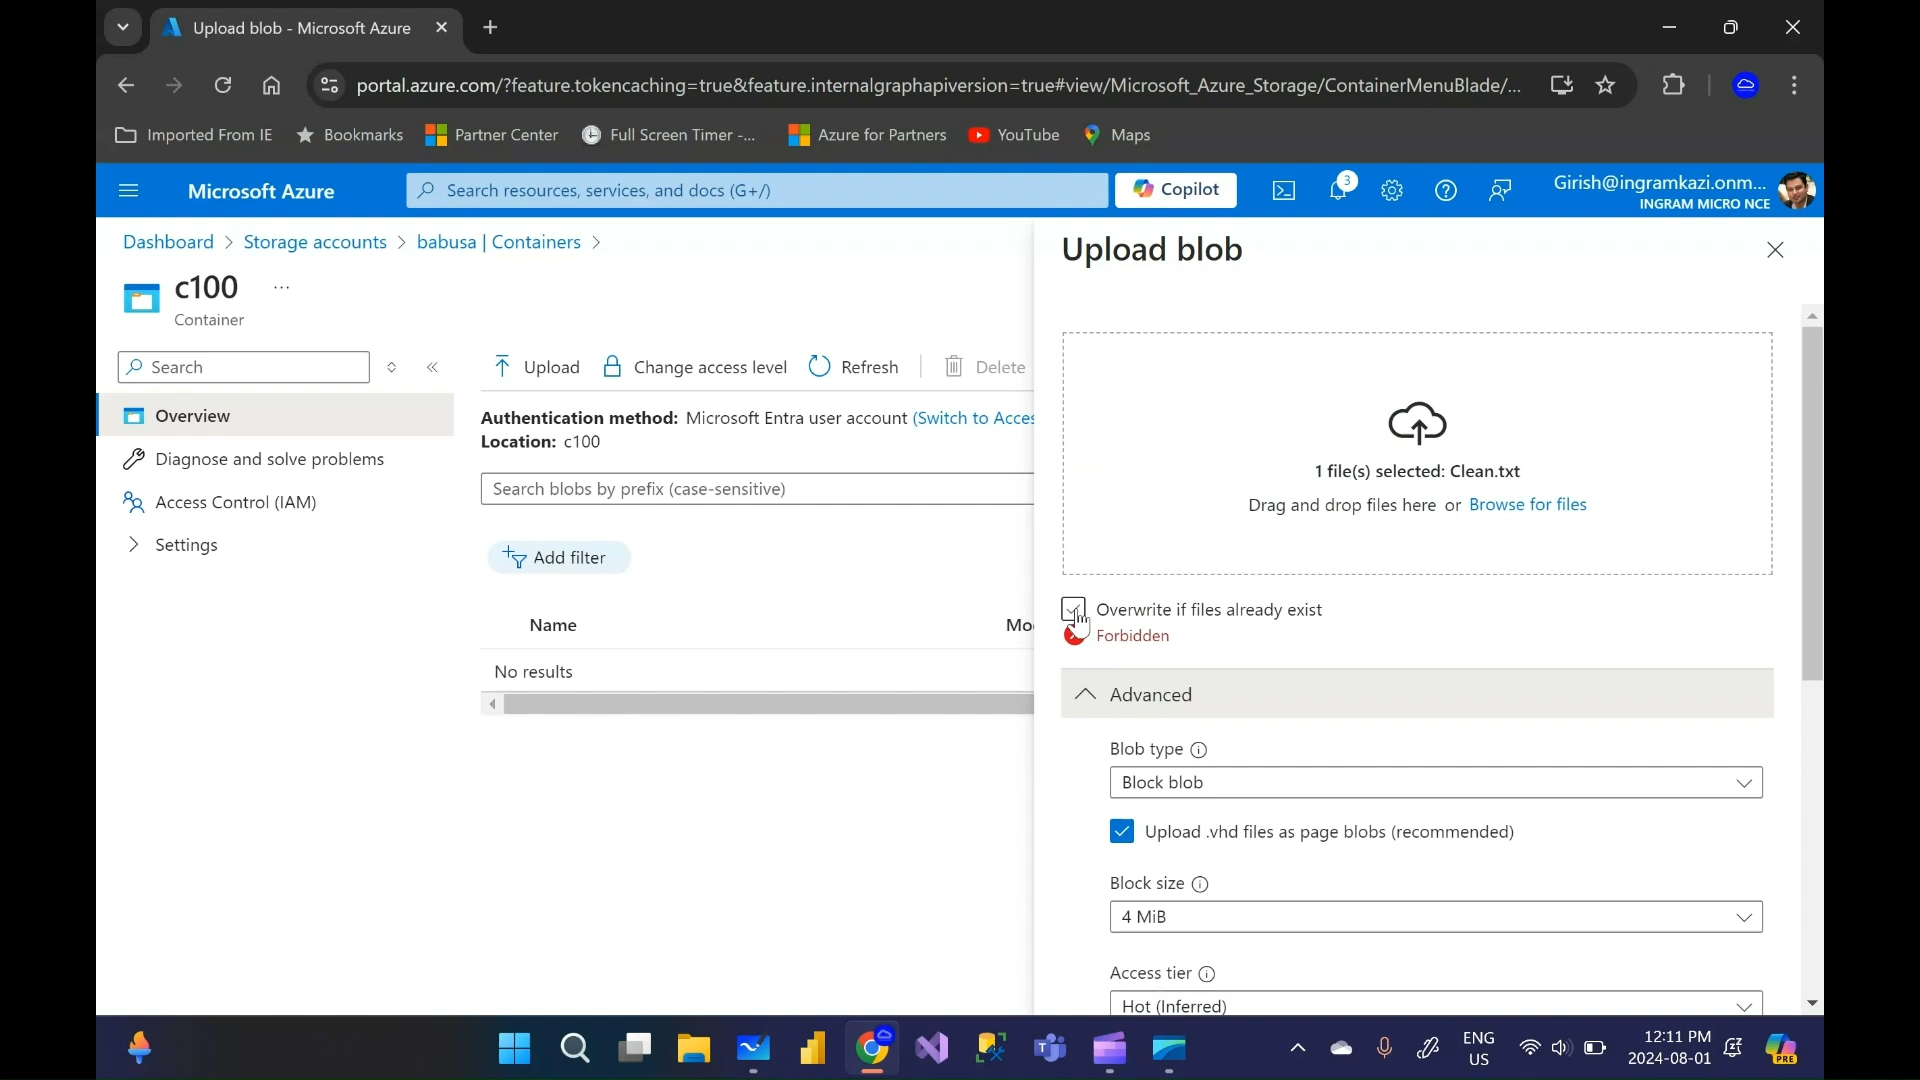 Upload blob - Microsoft Azure
portal.azure.com/?feature.tokencaching=true&feature.internalgraphapiversion=true#view/Microsoft_Azure_Storage/ContainerMenuBlade/...
Imported From IE
Bookmarks
Partner Center
Full Screen Timer -...
Azure for Partners
YouTube
Maps
Microsoft Azure
Search resources, services, and docs (G+/)
Copilot
3
Girish@ingramkazi.onm...
INGRAM MICRO NCE
Dashboard > Storage accounts > babusa | Containers >
c100
...
Container
Search
Overview
Diagnose and solve problems
Access Control (IAM)
Settings
Upload
Change access level
Refresh
Delete
Authentication method: Microsoft Entra user account (Switch to Acces
Location: c100
Search blobs by prefix (case-sensitive)
Add filter
Name
No results
Upload blob
1 file(s) selected: Clean.txt
Drag and drop files here or Browse for files
Overwrite if files already exist
Forbidden
Advanced
Blob type
Block blob
Upload .vhd files as page blobs (recommended)
Block size
4 MiB
Access tier
Hot (Inferred)
ENG
US
12:11 PM
2024-08-01
PRE